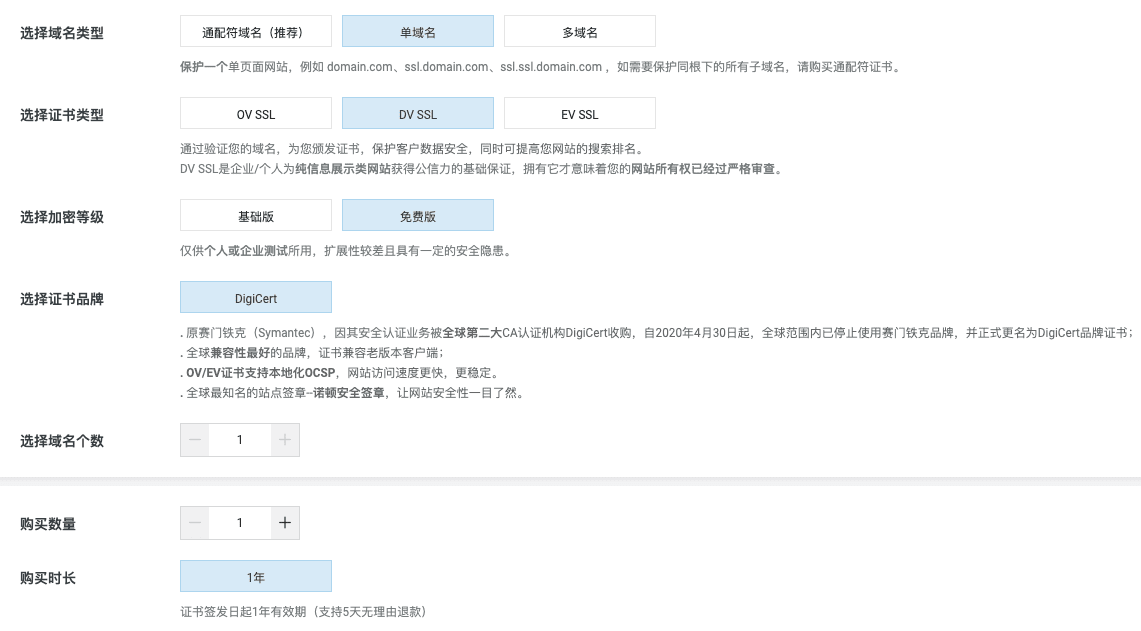 选择域名类型
通配符域名（推荐） 单域名 多域名
保护一个单页面网站，例如 domain.com、ssl.domain.com、ssl.ssl.domain.com ，如需要保护同根下的所有子域名，请购买通配符证书。
选择证书类型
OV SSL DV SSL EV SSL
通过验证您的域名，为您颁发证书，保护客户数据安全，同时可提高您网站的搜索排名。
DV SSL是企业/个人为纯信息展示类网站获得公信力的基础保证，拥有它才意味着您的网站所有权已经过严格审查。
选择加密等级
基础版 免费版
仅供个人或企业测试所用，扩展性较差且具有一定的安全隐患。
选择证书品牌
DigiCert
. 原赛门铁克（Symantec），因其安全认证业务被全球第二大CA认证机构DigiCert收购，自2020年4月30日起，全球范围内已停止使用赛门铁克品牌，并正式更名为DigiCert品牌证书；
. 全球兼容性最好的品牌，证书兼容老版本客户端；
. OV/EV证书支持本地化OCSP，网站访问速度更快，更稳定。
. 全球最知名的站点签章–诺顿安全签章，让网站安全性一目了然。
选择域名个数
— 1 +
购买数量
— 1 +
购买时长
1年
证书签发日起1年有效期（支持5天无理由退款）